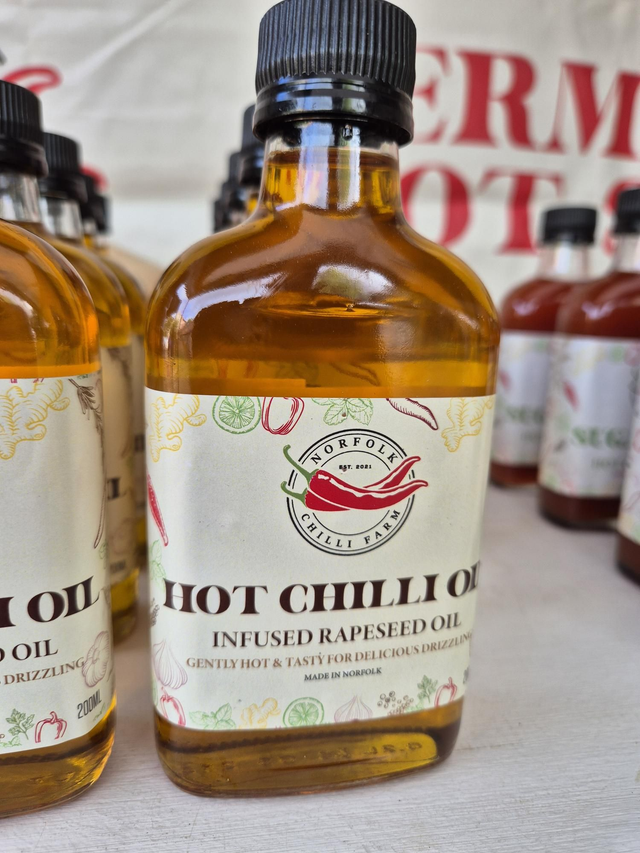 ERM
OT S
NORFOLK
EST. 2021
CHILLI FARM
HOT CHILLI OI
INFUSED RAPESEED OIL
GENTLY HOT & TASTY FOR DELICIOUS DRIZZLING
MADE IN NORFOLK
I OIL
D OIL
S DRIZZLING
200ML